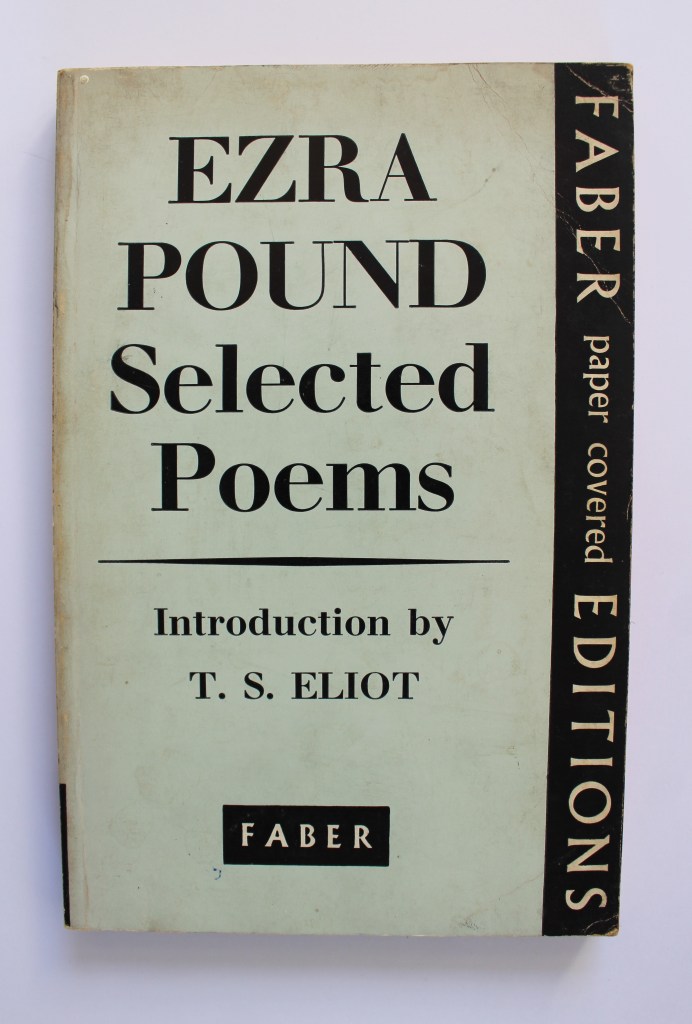 EZRA
POUND
Selected
Poems
Introduction by
T. S. ELIOT
FABER
FABER paper covered EDITIONS